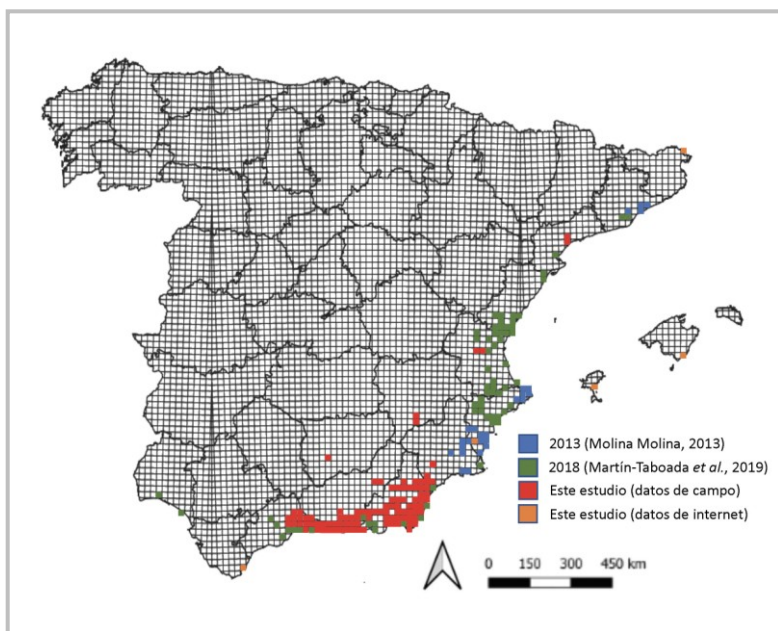 2013 (Molina Molina, 2013)
2018 (Martín-Taboada et al., 2019)
Este estudio (datos de campo)
Este estudio (datos de internet)
0 150 300 450 km